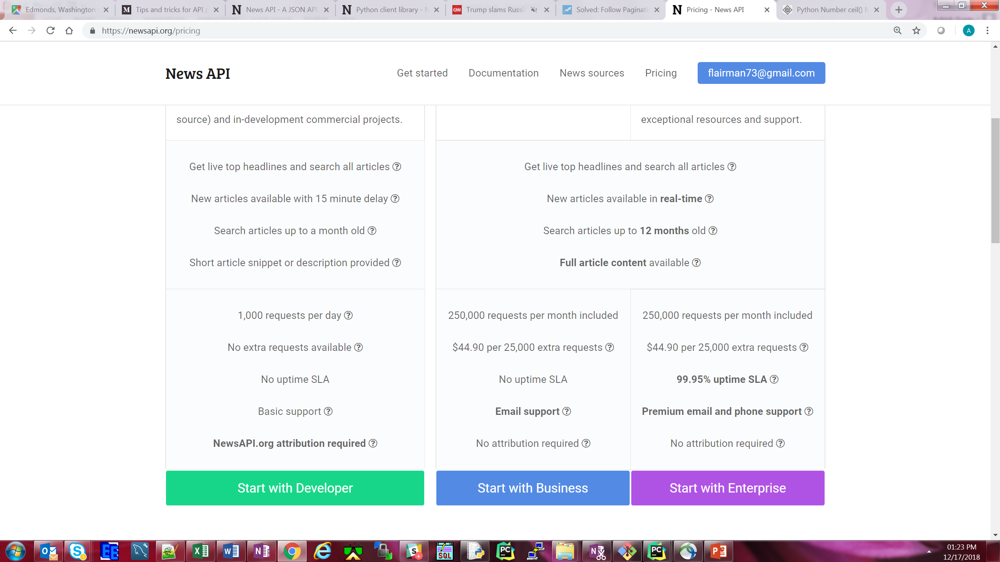 Edmonds, Washington
Tips and tricks for API p
News API - A JSON API
Python client library - N
Trump slams Russia
Solved: Follow Paginati
Pricing - News API
Python Number ceil() M
https://newsapi.org/pricing
A
News API
Get started
Documentation
News sources
Pricing
flairman73@gmail.com
source) and in-development commercial projects.
exceptional resources and support.
Get live top headlines and search all articles
New articles available with 15 minute delay
Search articles up to a month old
Short article snippet or description provided
Get live top headlines and search all articles
New articles available in real-time
Search articles up to 12 months old
Full article content available
1,000 requests per day
No extra requests available
No uptime SLA
Basic support
NewsAPI.org attribution required
250,000 requests per month included
$44.90 per 25,000 extra requests
No uptime SLA
Email support
No attribution required
250,000 requests per month included
$44.90 per 25,000 extra requests
99.95% uptime SLA
Premium email and phone support
No attribution required
Start with Developer
Start with Business
Start with Enterprise
01:23 PM
12/17/2018